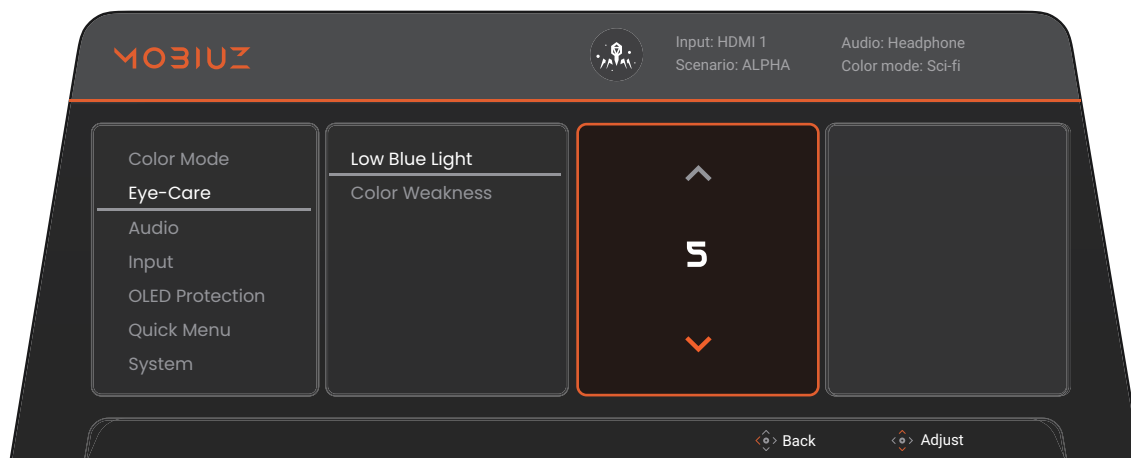 MOBIUZ
Input: HDMI 1
Scenario: ALPHA
Audio: Headphone
Color mode: Sci-fi
Color Mode
Eye-Care
Audio
Input
OLED Protection
Quick Menu
System
Low Blue Light
Color Weakness
5
Back
Adjust